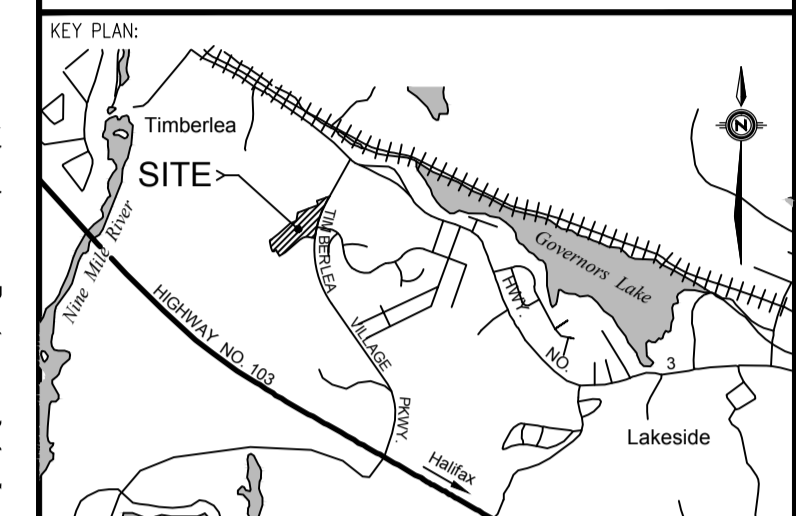 KEY PLAN:
Timberlea
SITE
N
Nine Mile River
TIMBERLEA
VILLAGE
PKWY.
HIGHWAY NO. 103
Governors Lake
HWY.
NO.
3
Lakeside
Halifax